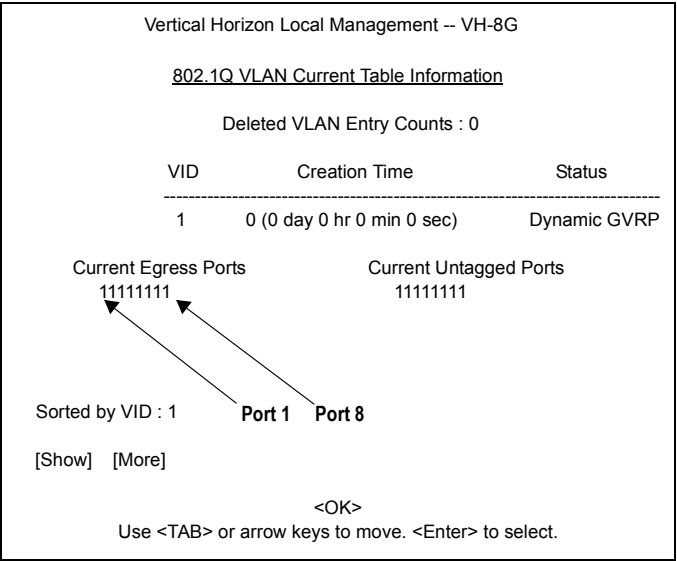 Vertical Horizon Local Management -- VH-8G
802.1Q VLAN Current Table Information
Deleted VLAN Entry Counts : 0
VID Creation Time Status
--------------------------------------------------------------------------------
1 0 (0 day 0 hr 0 min 0 sec) Dynamic GVRP
Current Egress Ports Current Untagged Ports
11111111 11111111
Sorted by VID : 1 Port 1 Port 8
[Show] [More]
<OK>
Use <TAB> or arrow keys to move. <Enter> to select.